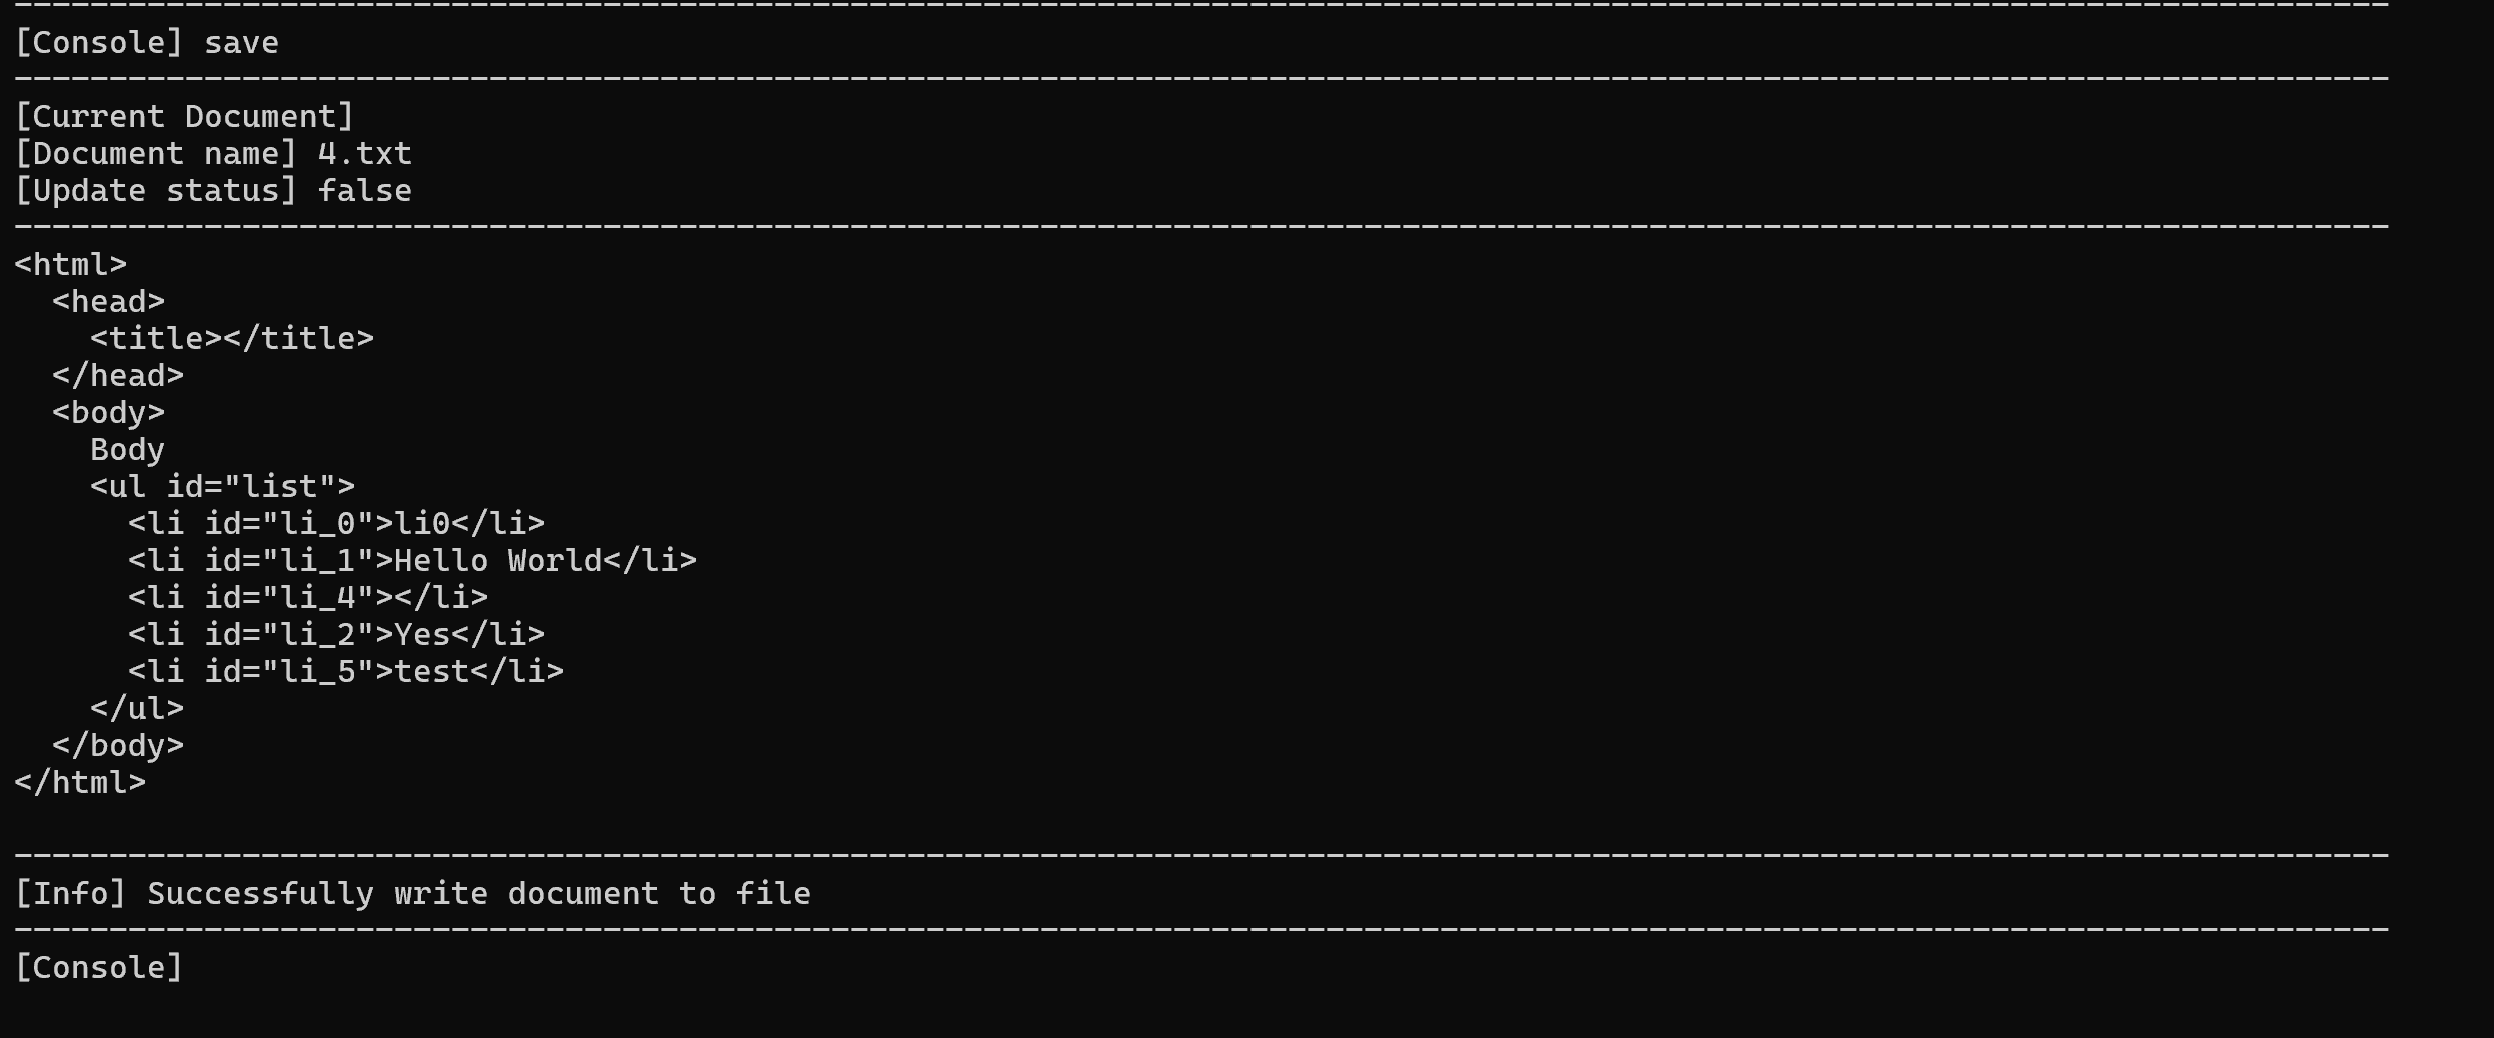 [Console] save
[Current Document]
[Document name] 4.txt
[Update status] false
<html>
  <head>
    <title></title>
  </head>
  <body>
    Body
    <ul id="list">
      <li id="li_0">li0</li>
      <li id="li_1">Hello World</li>
      <li id="li_4"></li>
      <li id="li_2">Yes</li>
      <li id="li_5">test</li>
    </ul>
  </body>
</html>
[Info] Successfully write document to file
[Console]